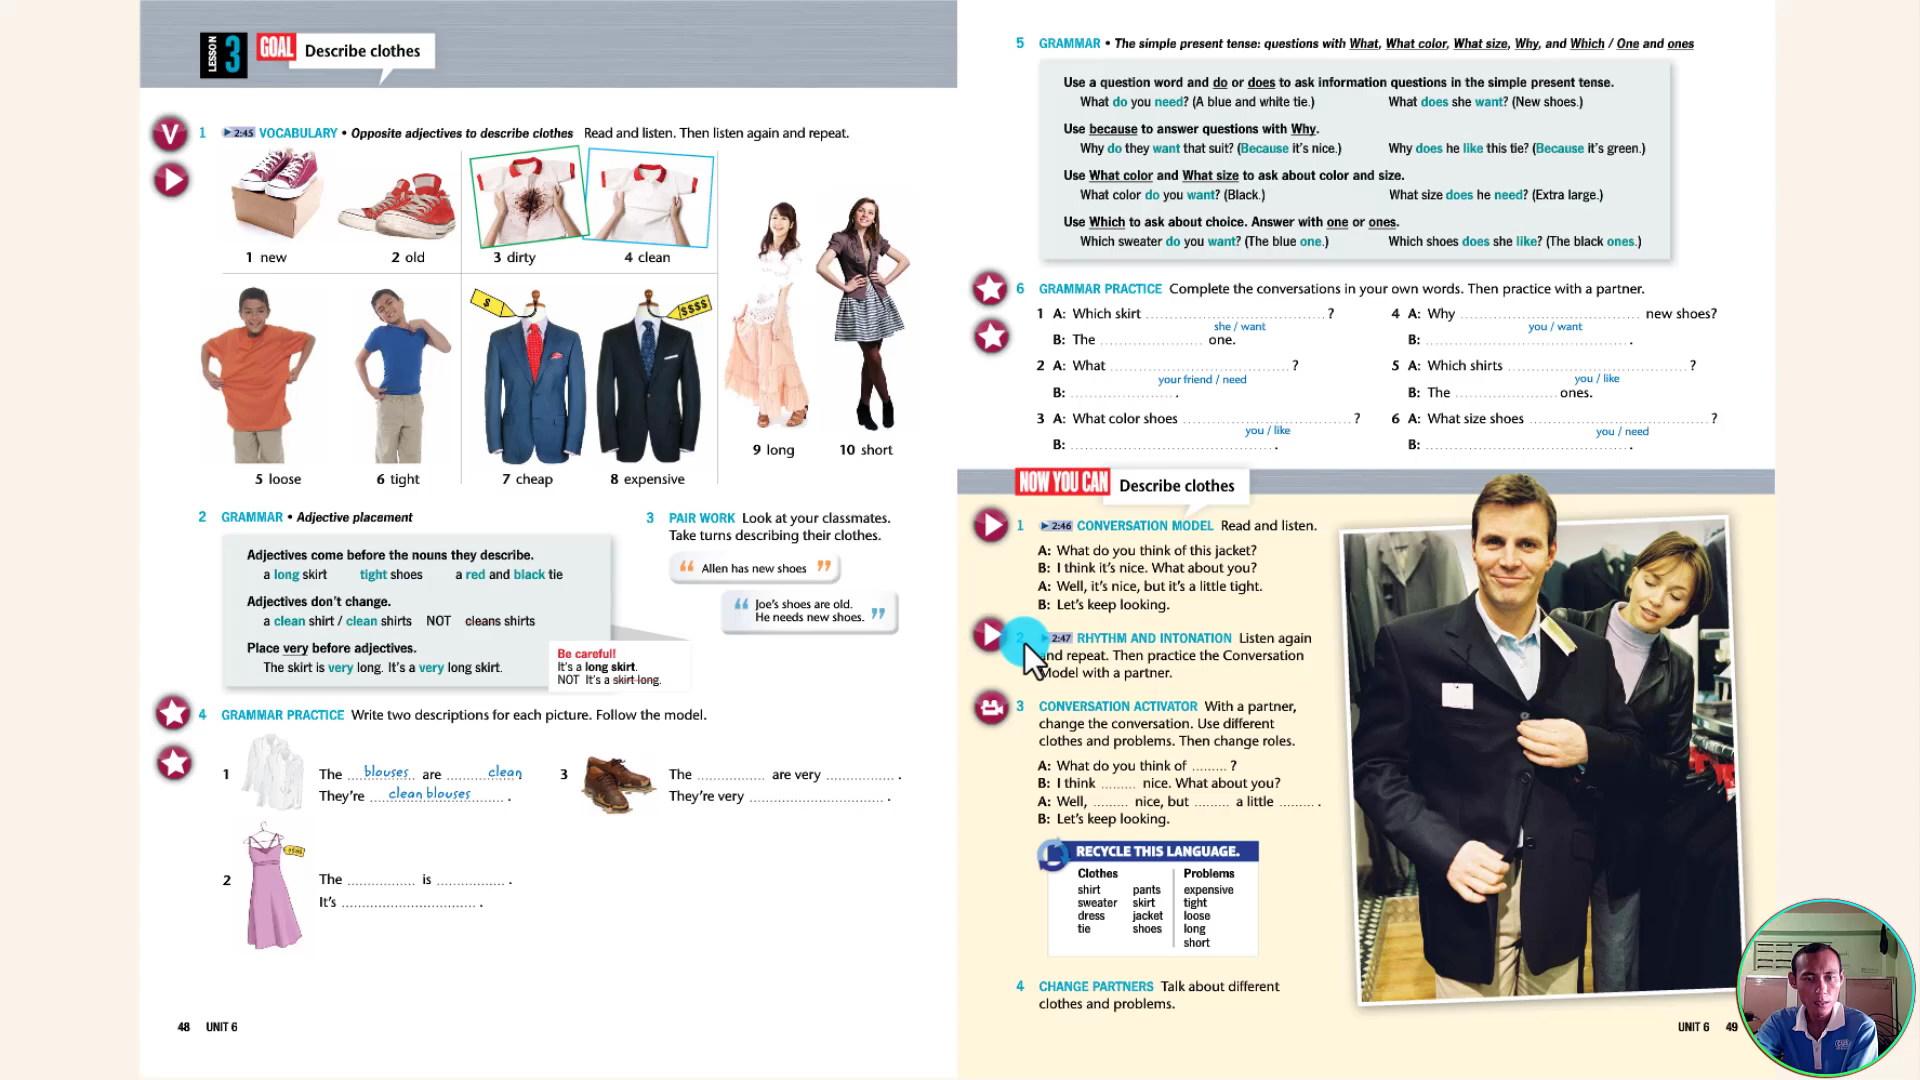 LESSON 3
GOAL Describe clothes
V
1 2:45 VOCABULARY • Opposite adjectives to describe clothes Read and listen. Then listen again and repeat.
1 new
2 old
3 dirty
4 clean
5 loose
6 tight
$
$$$$
7 cheap
8 expensive
9 long
10 short
2 GRAMMAR • Adjective placement
Adjectives come before the nouns they describe.
a long skirt tight shoes a red and black tie
Adjectives don't change.
a clean shirt / clean shirts NOT cleans shirts
Place very before adjectives.
The skirt is very long. It's a very long skirt.
Be careful!
It's a long skirt.
NOT It's a skirt long.
3 PAIR WORK Look at your classmates.
Take turns describing their clothes.
“ Allen has new shoes ”
“ Joe's shoes are old.
He needs new shoes. ”
4 GRAMMAR PRACTICE Write two descriptions for each picture. Follow the model.
1 The blouses are clean.
They're clean blouses .
2 The ............... is ............... .
It's .............................. .
3 The ............... are very ............... .
They're very .............................. .
48 UNIT 6
5 GRAMMAR • The simple present tense: questions with What, What color, What size, Why, and Which / One and ones
Use a question word and do or does to ask information questions in the simple present tense.
What do you need? (A blue and white tie.) What does she want? (New shoes.)
Use because to answer questions with Why.
Why do they want that suit? (Because it's nice.) Why does he like this tie? (Because it's green.)
Use What color and What size to ask about color and size.
What color do you want? (Black.) What size does he need? (Extra large.)
Use Which to ask about choice. Answer with one or ones.
Which sweater do you want? (The blue one.) Which shoes does she like? (The black ones.)
6 GRAMMAR PRACTICE Complete the conversations in your own words. Then practice with a partner.
1 A: Which skirt .............................. ?
she / want
B: The .................... one.
2 A: What .............................. ?
your friend / need
B: .................... .
3 A: What color shoes .............................. ?
you / like
B: .............................. .
4 A: Why .............................. new shoes?
you / want
B: .............................. .
5 A: Which shirts .............................. ?
you / like
B: The .................... ones.
6 A: What size shoes .............................. ?
you / need
B: .............................. .
NOW YOU CAN Describe clothes
1 2:46 CONVERSATION MODEL Read and listen.
A: What do you think of this jacket?
B: I think it's nice. What about you?
A: Well, it's nice, but it's a little tight.
B: Let's keep looking.
2 2:47 RHYTHM AND INTONATION Listen again
and repeat. Then practice the Conversation
Model with a partner.
3 CONVERSATION ACTIVATOR With a partner,
change the conversation. Use different
clothes and problems. Then change roles.
A: What do you think of ......... ?
B: I think ......... nice. What about you?
A: Well, ......... nice, but ......... a little ......... .
B: Let's keep looking.
RECYCLE THIS LANGUAGE.
Clothes Problems
shirt pants expensive
sweater skirt tight
dress jacket loose
tie shoes long
short
4 CHANGE PARTNERS Talk about different
clothes and problems.
UNIT 6 49